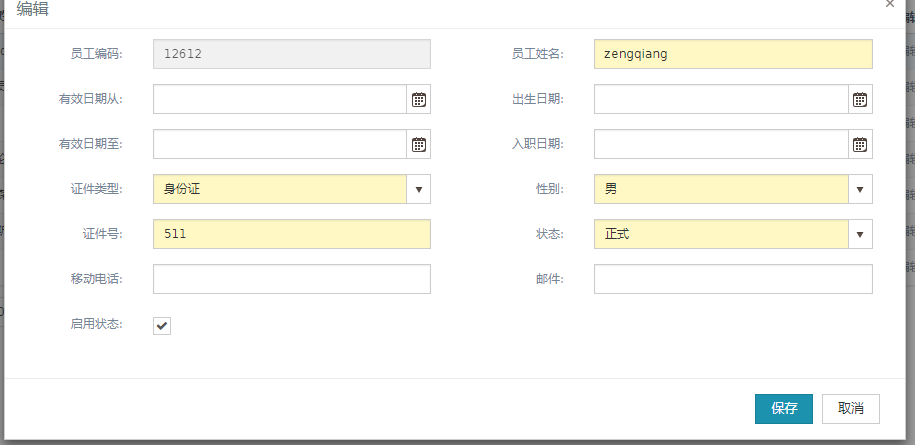 编辑
员工编码: 12612 员工姓名: zengqiang
有效日期从: 出生日期:
有效日期至: 入职日期:
证件类型: 身份证 性别: 男
证件号: 511 状态: 正式
移动电话: 邮件:
启用状态:
保存 取消